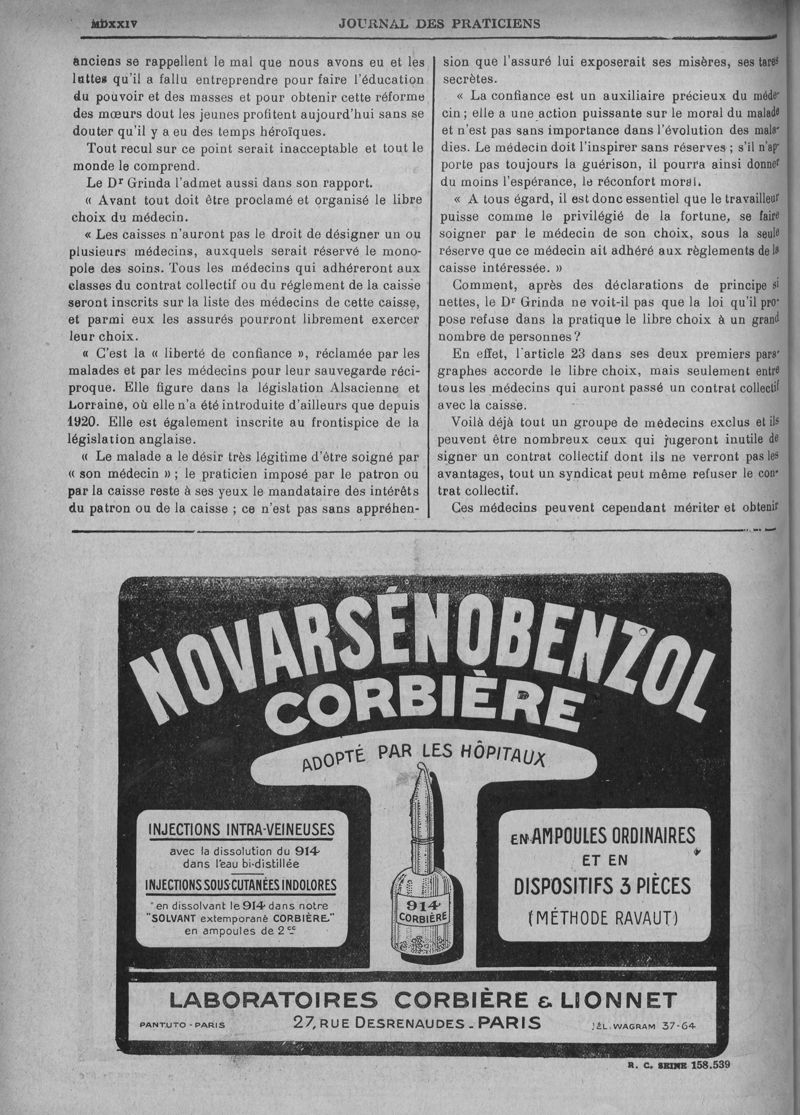 MDXXIV
JOURNAL DES PRATICIENS
anciens se rappellent le mal que nous avons eu et les
luttes qu'il a fallu entreprendre pour faire l'éducation
du pouvoir et des masses et pour obtenir cette réforme
des mœurs dout les jeunes profitent aujourd'hui sans se
douter qu'il y a eu des temps héroïques.
Tout recul sur ce point serait inacceptable et tout le
monde le comprend.
Le Dr Grinda l'admet aussi dans son rapport.
« Avant tout doit être proclamé et organisé le libre
choix du médecin.
« Les caisses n'auront pas le droit de désigner un ou
plusieurs médecins, auxquels serait réservé le mono-
pole des soins. Tous les médecins qui adhéreront aux
classes du contrat collectif ou du réglement de la caisse
seront inscrits sur la liste des médecins de cette caisse,
et parmi eux les assurés pourront librement exercer
leur choix.
« C'est la « liberté de confiance », réclamée par les
malades et par les médecins pour leur sauvegarde réci-
proque. Elle figure dans la législation Alsacienne et
Lorraine, où elle n'a été introduite d'ailleurs que depuis
1920. Elle est également inscrite au frontispice de la
législation anglaise.
« Le malade a le désir très légitime d'être soigné par
« son médecin » ; le praticien imposé par le patron ou
par la caisse reste à ses yeux le mandataire des intérêts
du patron ou de la caisse ; ce n'est pas sans appréhen-
sion que l'assuré lui exposerait ses misères, ses tares
secrètes.
« La confiance est un auxiliaire précieux du méde-
cin ; elle a une action puissante sur le moral du malade
et n'est pas sans importance dans l'évolution des mala-
dies. Le médecin doit l'inspirer sans réserves ; s'il n'ap-
porte pas toujours la guérison, il pourra ainsi donner
du moins l'espérance, le réconfort moral.
« A tous égard, il est donc essentiel que le travailleur
puisse comme le privilégié de la fortune, se faire
soigner par le médecin de son choix, sous la seule
réserve que ce médecin ait adhéré aux règlements de la
caisse intéressée. »
Comment, après des déclarations de principe si
nettes, le Dr Grinda ne voit-il pas que la loi qu'il pro-
pose refuse dans la pratique le libre choix à un grand
nombre de personnes ?
En effet, l'article 23 dans ses deux premiers para-
graphes accorde le libre choix, mais seulement entre
tous les médecins qui auront passé un contrat collectif
avec la caisse.
Voilà déjà tout un groupe de médecins exclus et ils
peuvent être nombreux ceux qui jugeront inutile de
signer un contrat collectif dont ils ne verront pas les
avantages, tout un syndicat peut même refuser le con-
trat collectif.
Ces médecins peuvent cependant mériter et obtenir
NOVARSÉNOBENZOL
CORBIÈRE
ADOPTÉ PAR LES HÔPITAUX
INJECTIONS INTRA-VEINEUSES
avec la dissolution du 914
dans l'eau bi-distillée
INJECTIONS SOUS-CUTANÉES INDOLORES
en dissolvant le 914 dans notre
"SOLVANT extemporané CORBIÈRE"
en ampoules de 2cc
914
CORBIÈRE
EN AMPOULES ORDINAIRES
ET EN
DISPOSITIFS 3 PIÈCES
(MÉTHODE RAVAUT)
LABORATOIRES CORBIÈRE & LIONNET
PANTUTO - PARIS
27, RUE DESRENAUDES - PARIS
TÉL. WAGRAM 37-64
R. C. SEINE 158.539